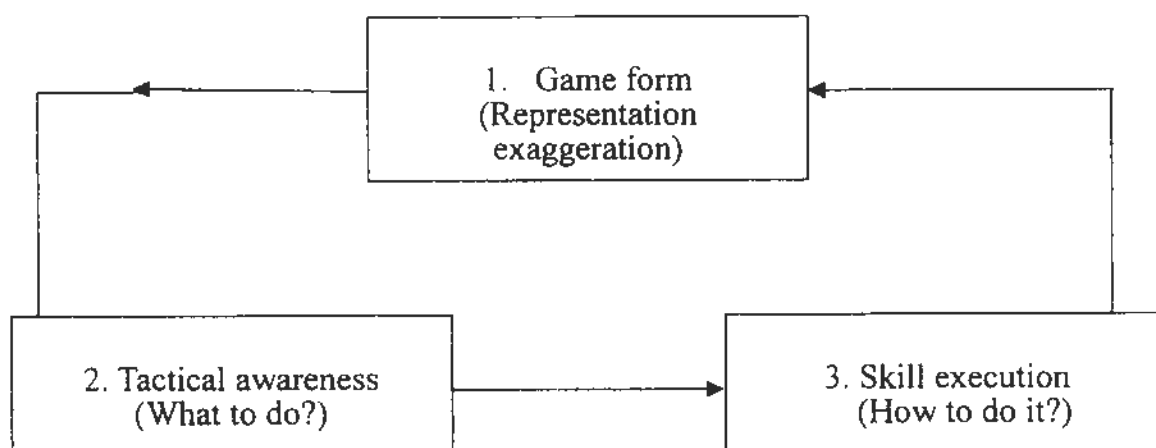 1. Game form
(Representation
exaggeration)
2. Tactical awareness
(What to do?)
3. Skill execution
(How to do it?)